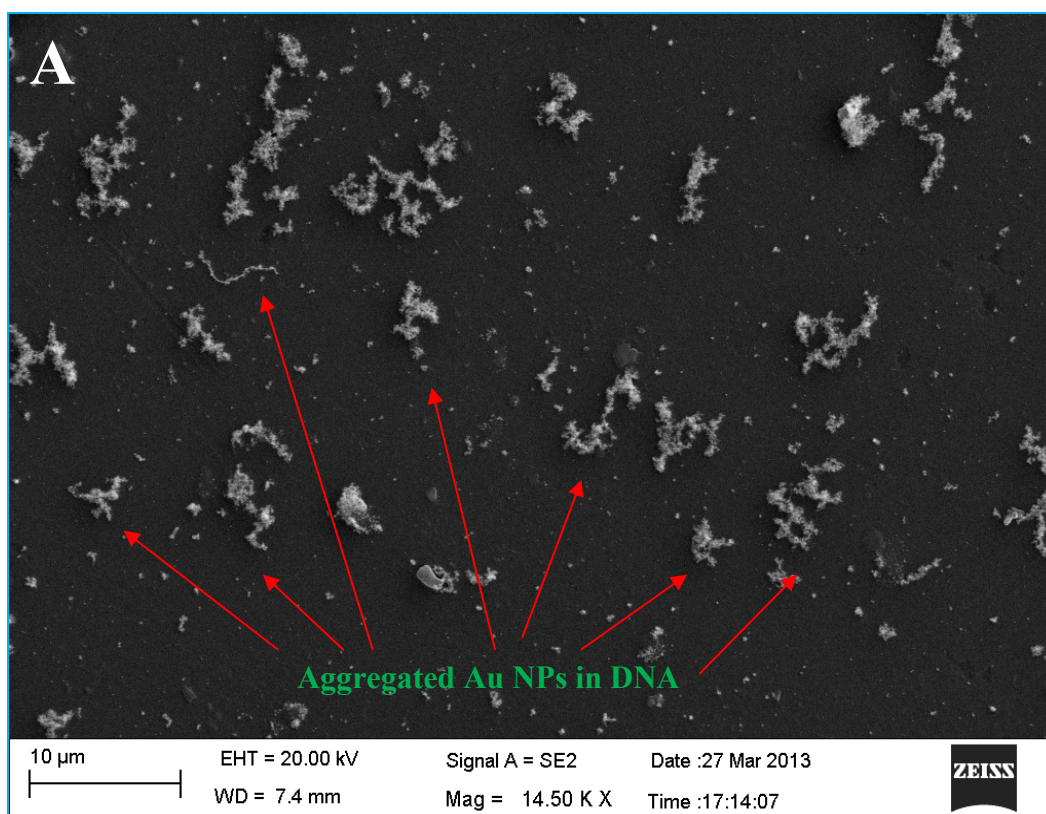 A
Aggregated Au NPs in DNA
10 µm
EHT = 20.00 kV
Signal A = SE2
Date :27 Mar 2013
WD = 7.4 mm
Mag = 14.50 K X
Time :17:14:07
ZEISS